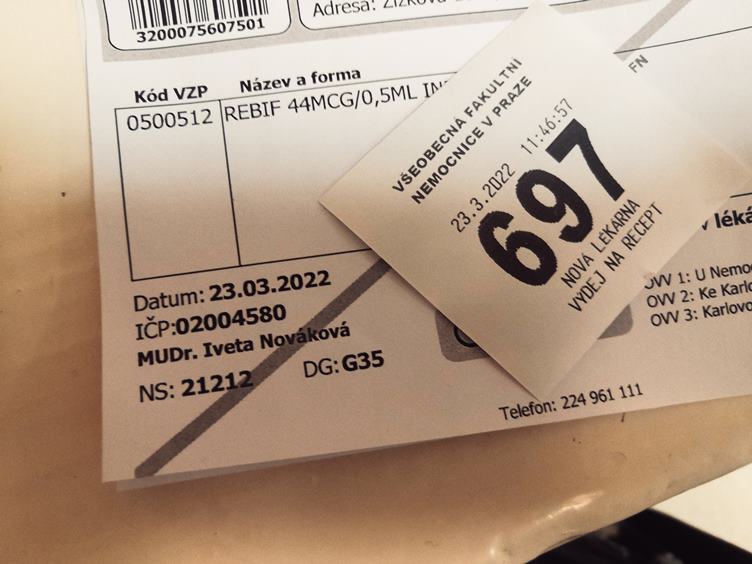 3200075607501
Adresa: Žižkova
Kód VZP
Název a forma
0500512
REBIF 44MCG/0,5ML
Datum: 23.03.2022
IČP:02004580
MUDr. Iveta Nováková
NS: 21212
DG: G35
VŠEOBECNÁ FAKULTNÍ
NEMOCNICE V PRAZE
23.3.2022 11:46:57
697
NOVÁ LÉKÁRNA
VÝDEJ NA RECEPT
FN
OVV 1: U Nemoc
OVV 2: Ke Karlo
OVV 3: Karlovo
Telefon: 224 961 111